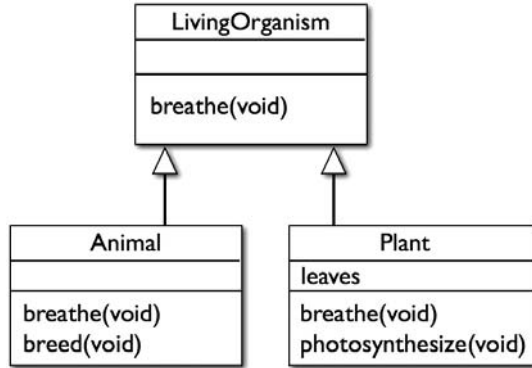 LivingOrganism
breathe(void)
Animal
breathe(void)
breed(void)
Plant
leaves
breathe(void)
photosynthesize(void)